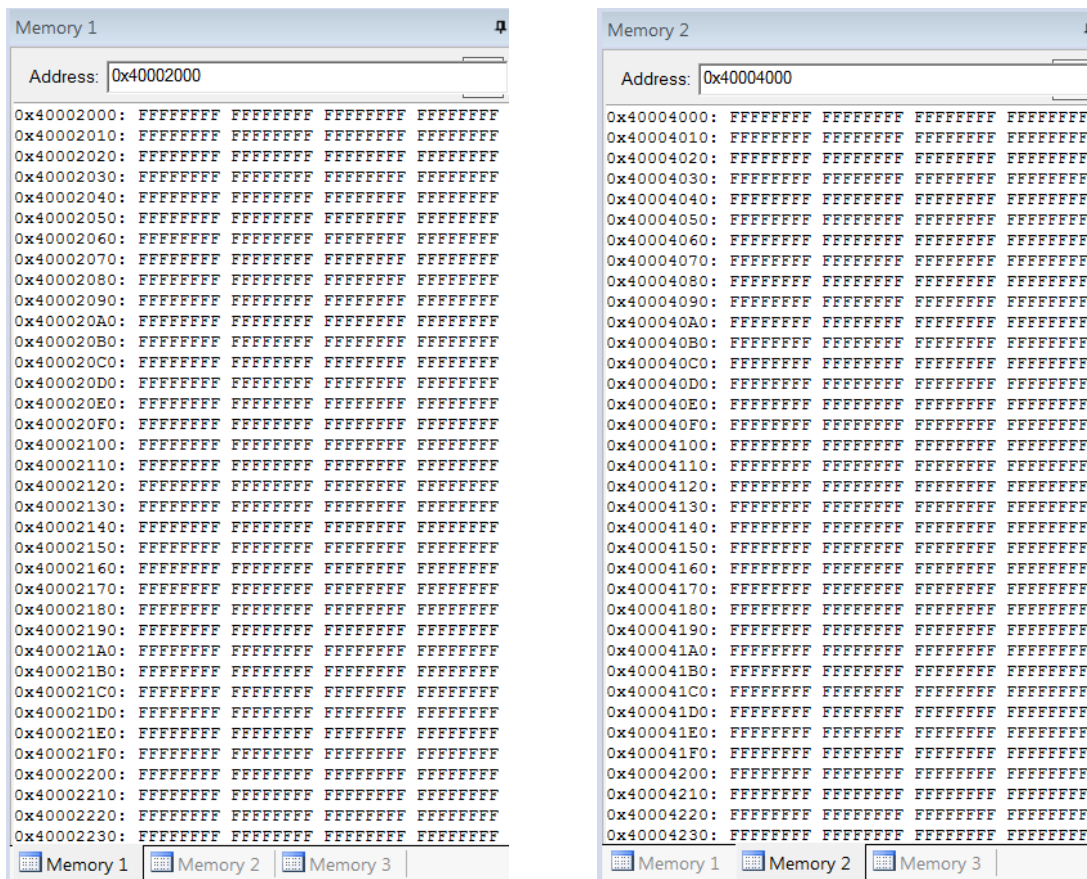 Memory 1
Address: 0x40002000
0x40002000: FFFFFFFF FFFFFFFF FFFFFFFF FFFFFFFF
0x40002010: FFFFFFFF FFFFFFFF FFFFFFFF FFFFFFFF
0x40002020: FFFFFFFF FFFFFFFF FFFFFFFF FFFFFFFF
0x40002030: FFFFFFFF FFFFFFFF FFFFFFFF FFFFFFFF
0x40002040: FFFFFFFF FFFFFFFF FFFFFFFF FFFFFFFF
0x40002050: FFFFFFFF FFFFFFFF FFFFFFFF FFFFFFFF
0x40002060: FFFFFFFF FFFFFFFF FFFFFFFF FFFFFFFF
0x40002070: FFFFFFFF FFFFFFFF FFFFFFFF FFFFFFFF
0x40002080: FFFFFFFF FFFFFFFF FFFFFFFF FFFFFFFF
0x40002090: FFFFFFFF FFFFFFFF FFFFFFFF FFFFFFFF
0x400020A0: FFFFFFFF FFFFFFFF FFFFFFFF FFFFFFFF
0x400020B0: FFFFFFFF FFFFFFFF FFFFFFFF FFFFFFFF
0x400020C0: FFFFFFFF FFFFFFFF FFFFFFFF FFFFFFFF
0x400020D0: FFFFFFFF FFFFFFFF FFFFFFFF FFFFFFFF
0x400020E0: FFFFFFFF FFFFFFFF FFFFFFFF FFFFFFFF
0x400020F0: FFFFFFFF FFFFFFFF FFFFFFFF FFFFFFFF
0x40002100: FFFFFFFF FFFFFFFF FFFFFFFF FFFFFFFF
0x40002110: FFFFFFFF FFFFFFFF FFFFFFFF FFFFFFFF
0x40002120: FFFFFFFF FFFFFFFF FFFFFFFF FFFFFFFF
0x40002130: FFFFFFFF FFFFFFFF FFFFFFFF FFFFFFFF
0x40002140: FFFFFFFF FFFFFFFF FFFFFFFF FFFFFFFF
0x40002150: FFFFFFFF FFFFFFFF FFFFFFFF FFFFFFFF
0x40002160: FFFFFFFF FFFFFFFF FFFFFFFF FFFFFFFF
0x40002170: FFFFFFFF FFFFFFFF FFFFFFFF FFFFFFFF
0x40002180: FFFFFFFF FFFFFFFF FFFFFFFF FFFFFFFF
0x40002190: FFFFFFFF FFFFFFFF FFFFFFFF FFFFFFFF
0x400021A0: FFFFFFFF FFFFFFFF FFFFFFFF FFFFFFFF
0x400021B0: FFFFFFFF FFFFFFFF FFFFFFFF FFFFFFFF
0x400021C0: FFFFFFFF FFFFFFFF FFFFFFFF FFFFFFFF
0x400021D0: FFFFFFFF FFFFFFFF FFFFFFFF FFFFFFFF
0x400021E0: FFFFFFFF FFFFFFFF FFFFFFFF FFFFFFFF
0x400021F0: FFFFFFFF FFFFFFFF FFFFFFFF FFFFFFFF
0x40002200: FFFFFFFF FFFFFFFF FFFFFFFF FFFFFFFF
0x40002210: FFFFFFFF FFFFFFFF FFFFFFFF FFFFFFFF
0x40002220: FFFFFFFF FFFFFFFF FFFFFFFF FFFFFFFF
0x40002230: FFFFFFFF FFFFFFFF FFFFFFFF FFFFFFFF
Memory 1 Memory 2 Memory 3
Memory 2
Address: 0x40004000
0x40004000: FFFFFFFF FFFFFFFF FFFFFFFF FFFFFFFF
0x40004010: FFFFFFFF FFFFFFFF FFFFFFFF FFFFFFFF
0x40004020: FFFFFFFF FFFFFFFF FFFFFFFF FFFFFFFF
0x40004030: FFFFFFFF FFFFFFFF FFFFFFFF FFFFFFFF
0x40004040: FFFFFFFF FFFFFFFF FFFFFFFF FFFFFFFF
0x40004050: FFFFFFFF FFFFFFFF FFFFFFFF FFFFFFFF
0x40004060: FFFFFFFF FFFFFFFF FFFFFFFF FFFFFFFF
0x40004070: FFFFFFFF FFFFFFFF FFFFFFFF FFFFFFFF
0x40004080: FFFFFFFF FFFFFFFF FFFFFFFF FFFFFFFF
0x40004090: FFFFFFFF FFFFFFFF FFFFFFFF FFFFFFFF
0x400040A0: FFFFFFFF FFFFFFFF FFFFFFFF FFFFFFFF
0x400040B0: FFFFFFFF FFFFFFFF FFFFFFFF FFFFFFFF
0x400040C0: FFFFFFFF FFFFFFFF FFFFFFFF FFFFFFFF
0x400040D0: FFFFFFFF FFFFFFFF FFFFFFFF FFFFFFFF
0x400040E0: FFFFFFFF FFFFFFFF FFFFFFFF FFFFFFFF
0x400040F0: FFFFFFFF FFFFFFFF FFFFFFFF FFFFFFFF
0x40004100: FFFFFFFF FFFFFFFF FFFFFFFF FFFFFFFF
0x40004110: FFFFFFFF FFFFFFFF FFFFFFFF FFFFFFFF
0x40004120: FFFFFFFF FFFFFFFF FFFFFFFF FFFFFFFF
0x40004130: FFFFFFFF FFFFFFFF FFFFFFFF FFFFFFFF
0x40004140: FFFFFFFF FFFFFFFF FFFFFFFF FFFFFFFF
0x40004150: FFFFFFFF FFFFFFFF FFFFFFFF FFFFFFFF
0x40004160: FFFFFFFF FFFFFFFF FFFFFFFF FFFFFFFF
0x40004170: FFFFFFFF FFFFFFFF FFFFFFFF FFFFFFFF
0x40004180: FFFFFFFF FFFFFFFF FFFFFFFF FFFFFFFF
0x40004190: FFFFFFFF FFFFFFFF FFFFFFFF FFFFFFFF
0x400041A0: FFFFFFFF FFFFFFFF FFFFFFFF FFFFFFFF
0x400041B0: FFFFFFFF FFFFFFFF FFFFFFFF FFFFFFFF
0x400041C0: FFFFFFFF FFFFFFFF FFFFFFFF FFFFFFFF
0x400041D0: FFFFFFFF FFFFFFFF FFFFFFFF FFFFFFFF
0x400041E0: FFFFFFFF FFFFFFFF FFFFFFFF FFFFFFFF
0x400041F0: FFFFFFFF FFFFFFFF FFFFFFFF FFFFFFFF
0x40004200: FFFFFFFF FFFFFFFF FFFFFFFF FFFFFFFF
0x40004210: FFFFFFFF FFFFFFFF FFFFFFFF FFFFFFFF
0x40004220: FFFFFFFF FFFFFFFF FFFFFFFF FFFFFFFF
0x40004230: FFFFFFFF FFFFFFFF FFFFFFFF FFFFFFFF
Memory 1 Memory 2 Memory 3